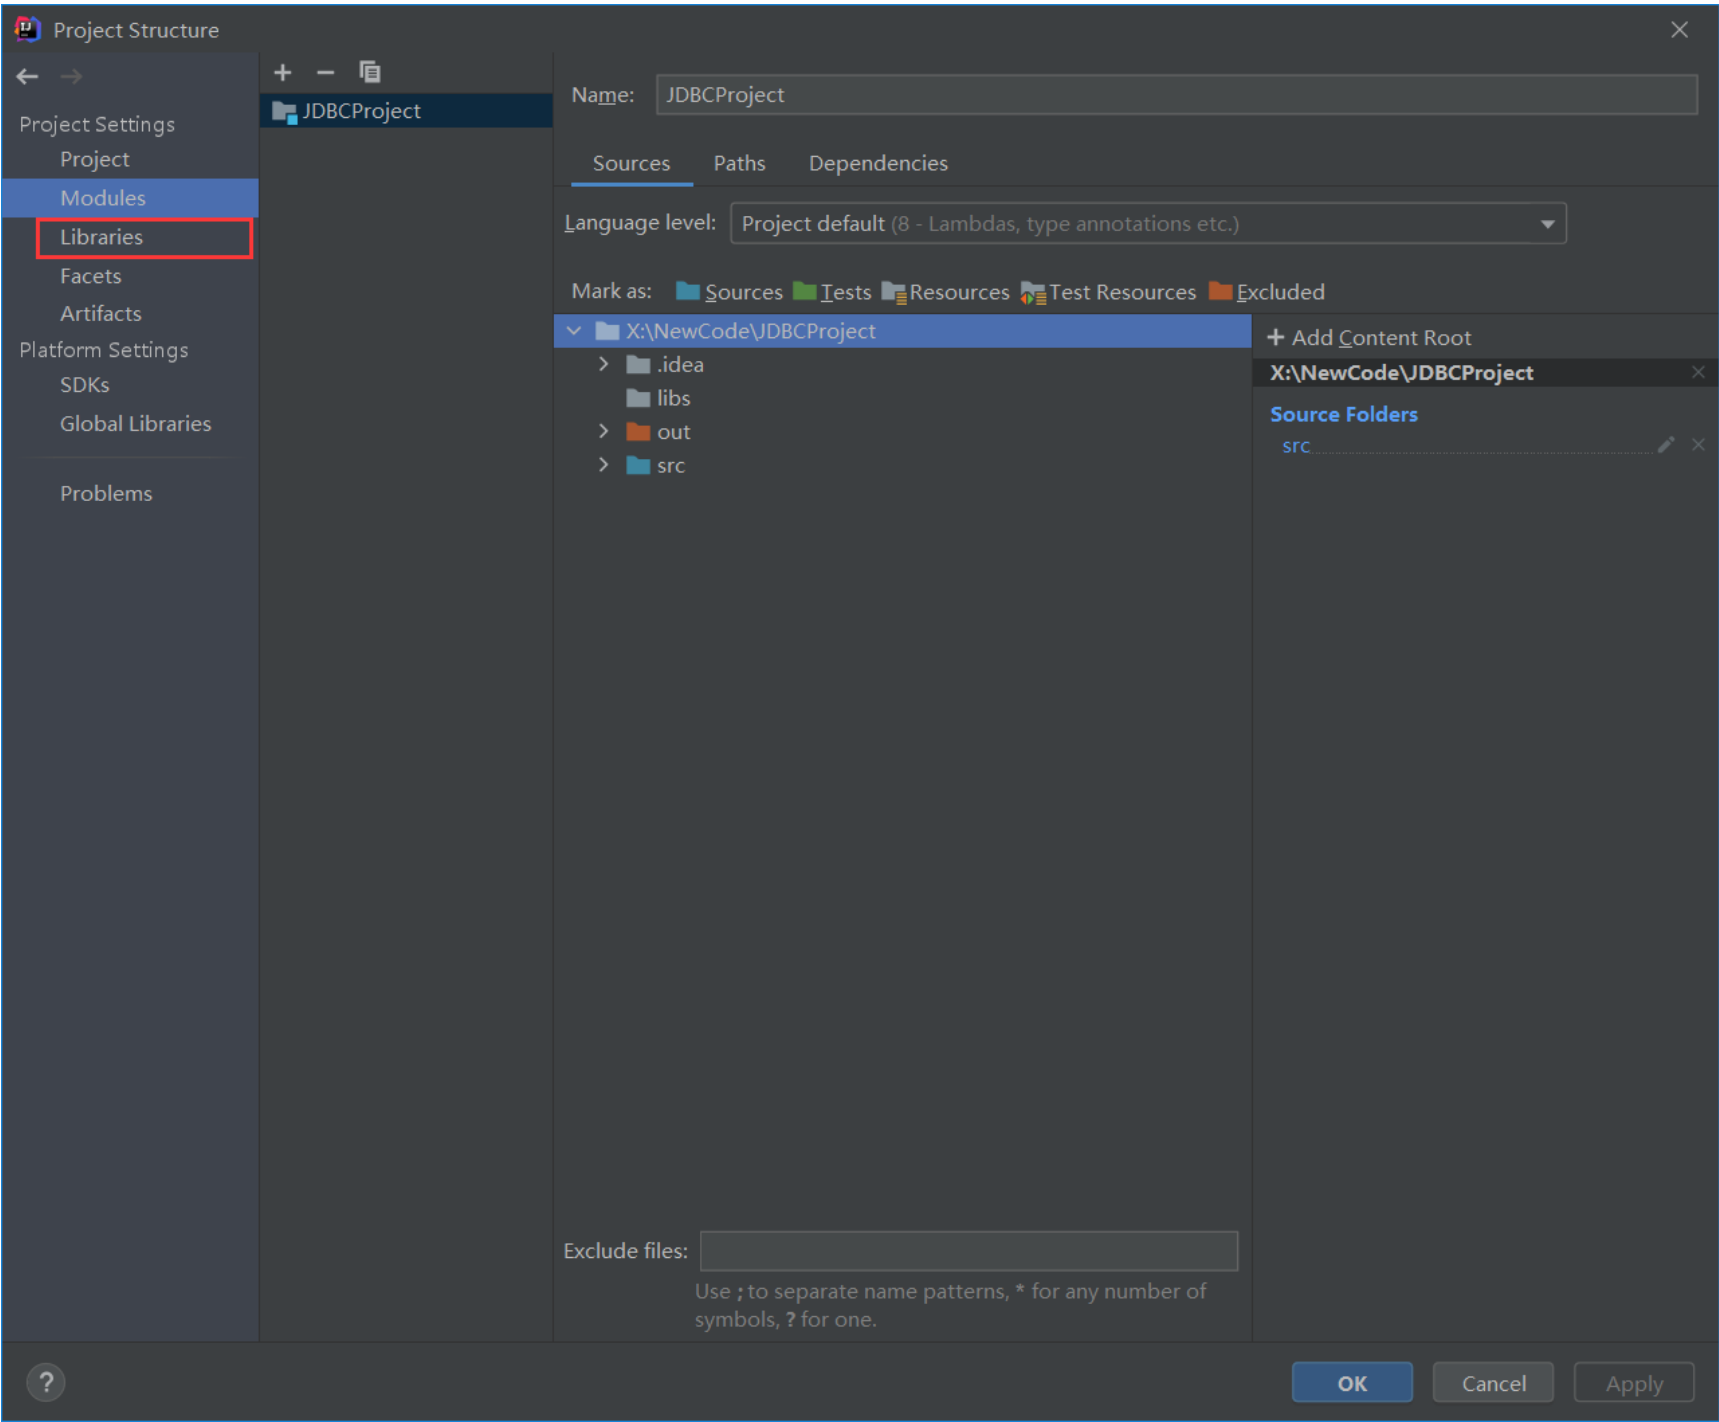 Project Structure
Project Settings
Project
Modules
Libraries
Facets
Artifacts
Platform Settings
SDKs
Global Libraries
Problems
JDBCProject
Name: JDBCProject
Sources Paths Dependencies
Language level: Project default (8 - Lambdas, type annotations etc.)
Mark as: Sources Tests Resources Test Resources Excluded
X:\NewCode\JDBCProject
.idea
libs
out
src
+ Add Content Root
X:\NewCode\JDBCProject
Source Folders
src
Exclude files:
Use ; to separate name patterns, * for any number of
symbols, ? for one.
?
OK Cancel Apply